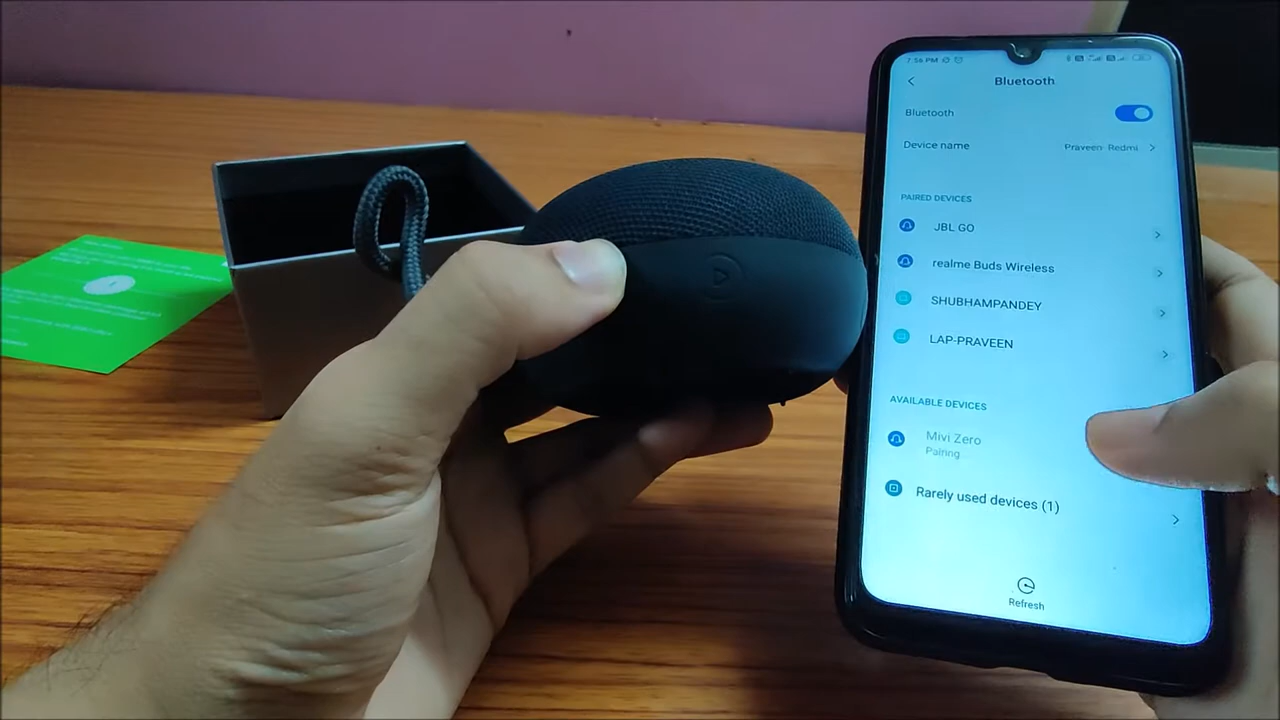 7:56 PM
Bluetooth
Bluetooth
Device name
Praveen Redmi
PAIRED DEVICES
JBL GO
realme Buds Wireless
SHUBHAMPANDEY
LAP-PRAVEEN
AVAILABLE DEVICES
Mivi Zero
Pairing
Rarely used devices (1)
Refresh